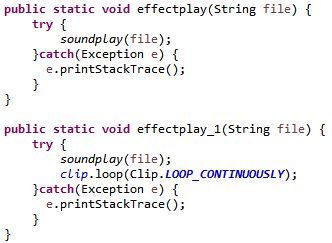 public static void effectplay(String file) {
    try {
        soundplay(file);
    }catch(Exception e) {
      e.printStackTrace();
    }
}
public static void effectplay_1(String file) {
    try {
        soundplay(file);
        clip.loop(Clip.LOOP_CONTINUOUSLY);
    }catch(Exception e) {
      e.printStackTrace();
    }
}